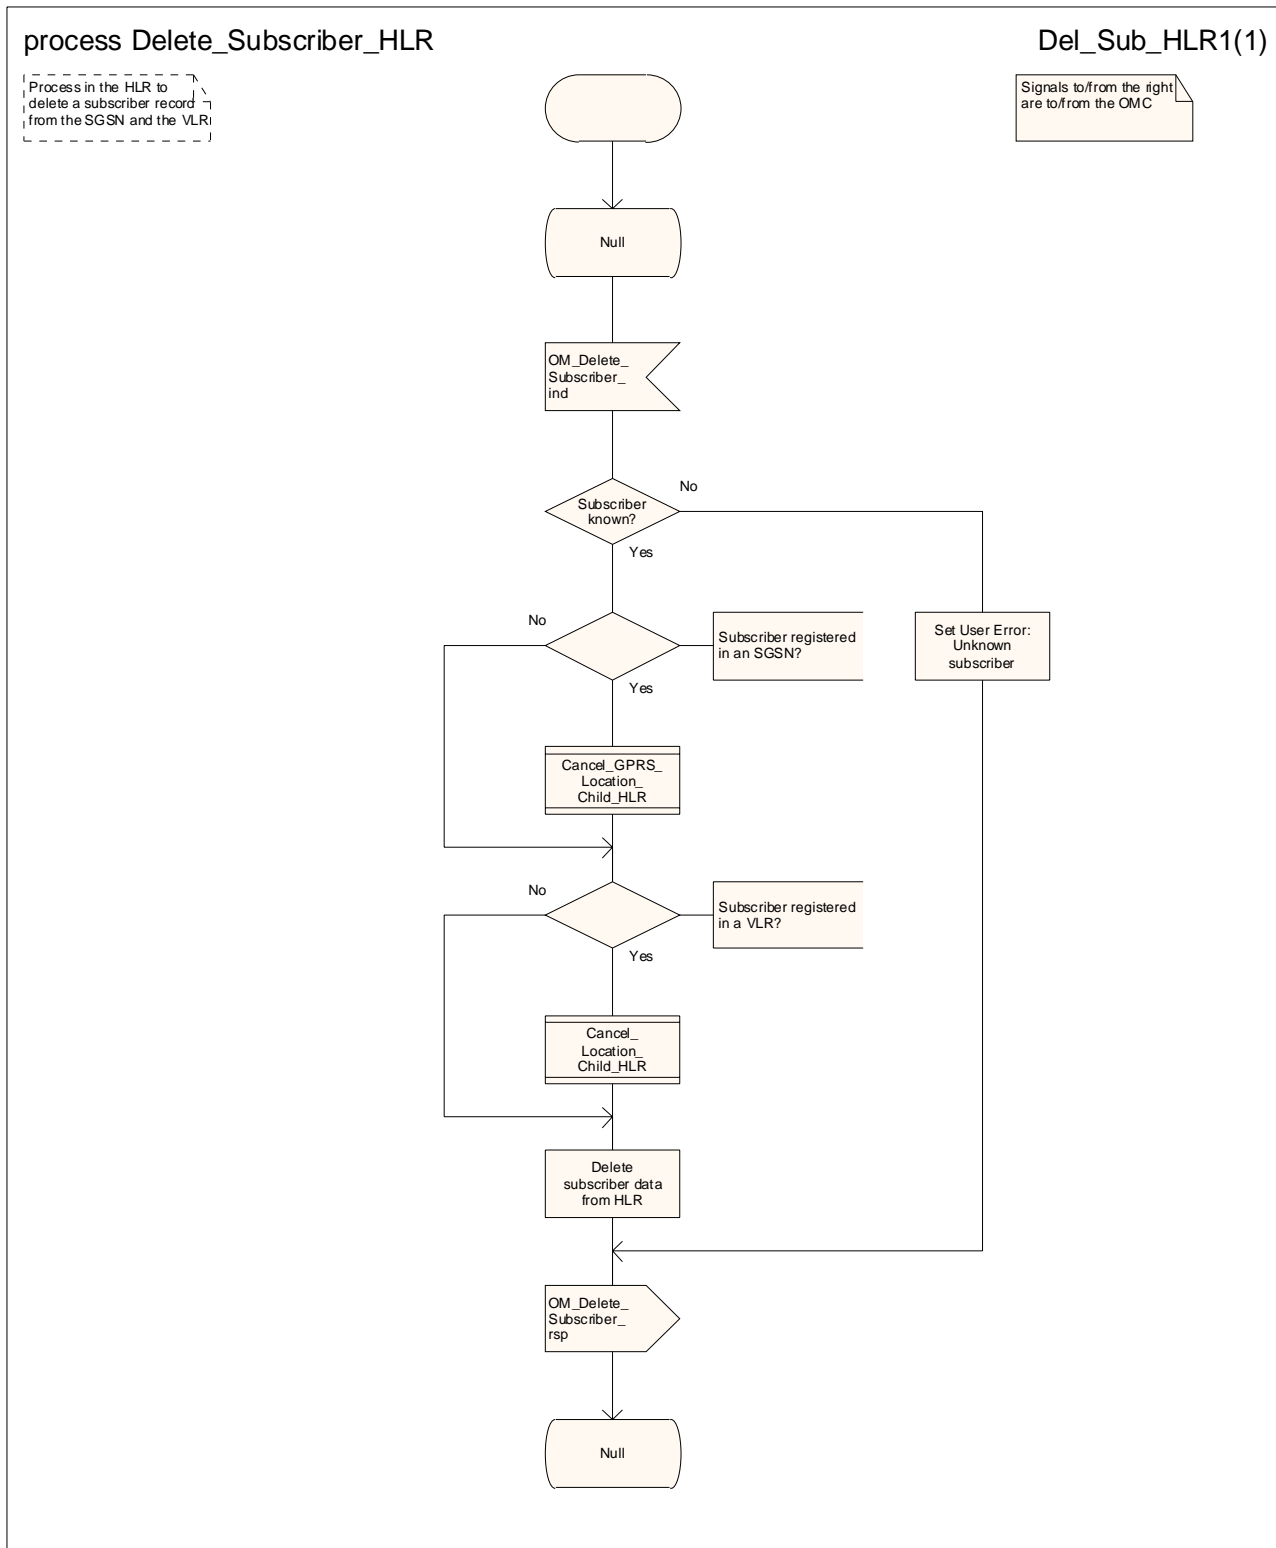 process Delete_Subscriber_HLR
Del_Sub_HLR1(1)
Process in the HLR to
delete a subscriber record
from the SGSN and the VLR
Signals to/from the right
are to/from the OMC
Null
OM_Delete_
Subscriber_
ind
Subscriber
known?
No
Yes
No
Subscriber registered
in an SGSN?
Set User Error:
Unknown
subscriber
Yes
Cancel_GPRS_
Location_
Child_HLR
No
Subscriber registered
in a VLR?
Yes
Cancel_
Location_
Child_HLR
Delete
subscriber data
from HLR
OM_Delete_
Subscriber_
rsp
Null